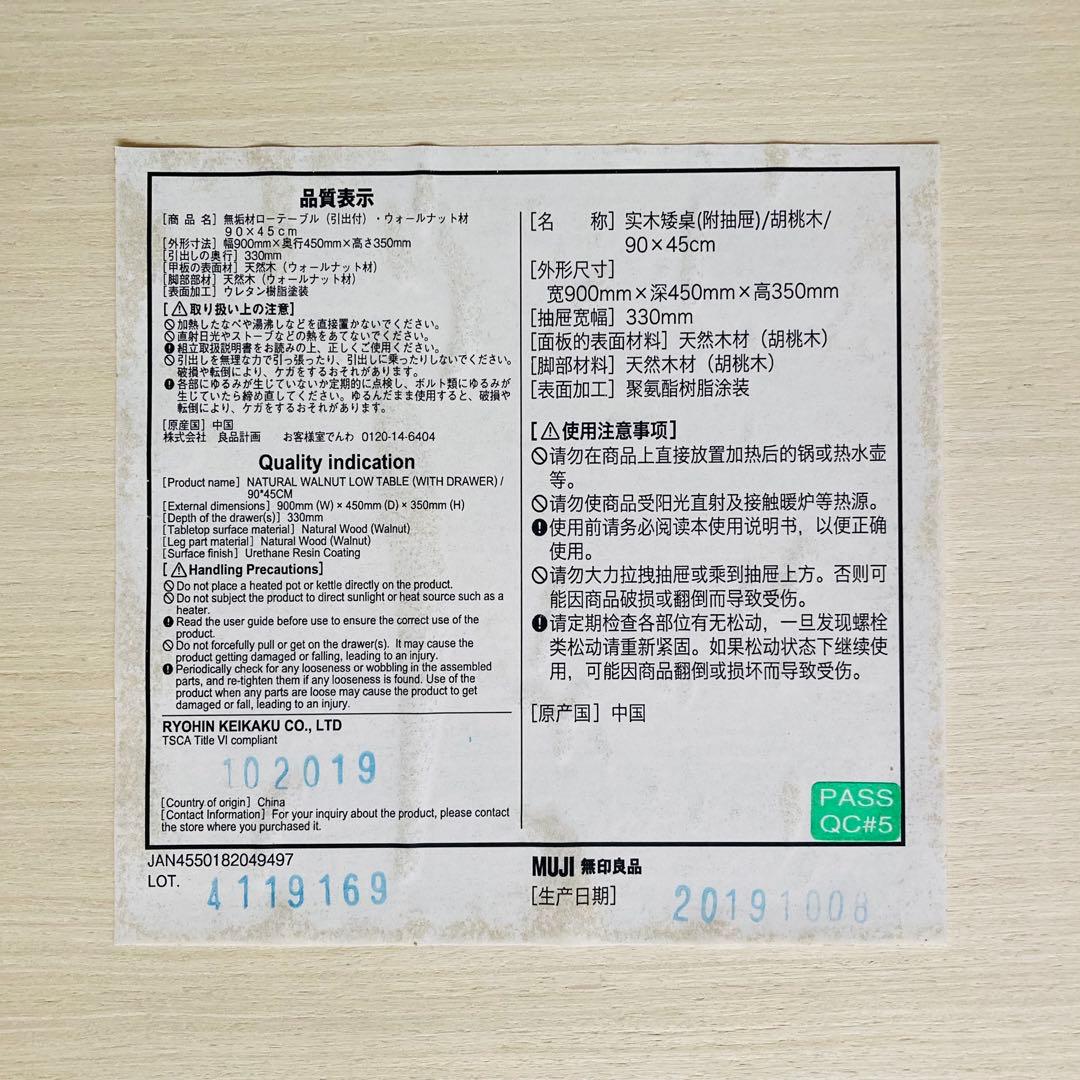 品質表示
[商 品 名] 無垢材ローテーブル（引出付）・ウォールナット材
90×45cm
[外形寸法] 幅900mm×奥行450mm×高さ350mm
[引出しの奥行] 330mm
[甲板の表面材] 天然木（ウォールナット材）
[脚部部材] 天然木（ウォールナット材）
[表面加工] ウレタン樹脂塗装
[⚠取り扱い上の注意]
加熱したなべや湯沸しなどを直接置かないでください。
直射日光やストーブなどの熱をあてないでください。
組立取扱説明書をお読みの上、正しくご使用ください。
引出しを無理な力で引っ張ったり、引出しに乗ったりしないでください。
破損や転倒により、ケガをするおそれがあります。
各部にゆるみが生じていないか定期的に点検し、ボルト類にゆるみが
生じていたら締め直してください。ゆるんだまま使用すると、破損や
転倒により、ケガをするおそれがあります。
[原産国] 中国
株式会社 良品計画 お客様室でんわ 0120-14-6404
Quality indication
[Product name] NATURAL WALNUT LOW TABLE (WITH DRAWER) /
90*45CM
[External dimensions] 900mm (W) × 450mm (D) × 350mm (H)
[Depth of the drawer(s)] 330mm
[Tabletop surface material] Natural Wood (Walnut)
[Leg part material] Natural Wood (Walnut)
[Surface finish] Urethane Resin Coating
[⚠Handling Precautions]
Do not place a heated pot or kettle directly on the product.
Do not subject the product to direct sunlight or heat source such as a
heater.
Read the user guide before use to ensure the correct use of the
product.
Do not forcefully pull or get on the drawer(s). It may cause the
product getting damaged or falling, leading to an injury.
Periodically check for any looseness or wobbling in the assembled
parts, and re-tighten them if any looseness is found. Use of the
product when any parts are loose may cause the product to get
damaged or fall, leading to an injury.
RYOHIN KEIKAKU CO., LTD
TSCA Title VI compliant
102019
[Country of origin] China
[Contact Information] For your inquiry about the product, please contact
the store where you purchased it.
JAN4550182049497
LOT. 4119169
[名 称] 实木矮桌(附抽屉)/胡桃木/
90×45cm
[外形尺寸]
宽900mm×深450mm×高350mm
[抽屉宽幅] 330mm
[面板的表面材料] 天然木材（胡桃木）
[脚部材料] 天然木材（胡桃木）
[表面加工] 聚氨酯树脂涂装
[⚠使用注意事项]
请勿在商品上直接放置加热后的锅或热水壶
等。
请勿使商品受阳光直射及接触暖炉等热源。
使用前请务必阅读本使用说明书，以便正确
使用。
请勿大力拉拽抽屉或乘到抽屉上方。否则可
能因商品破损或翻倒而导致受伤。
请定期检查各部位有无松动，一旦发现螺栓
类松动请重新紧固。如果松动状态下继续使
用，可能因商品翻倒或损坏而导致受伤。
[原产国] 中国
PASS
QC#5
MUJI 無印良品
[生产日期] 20191008